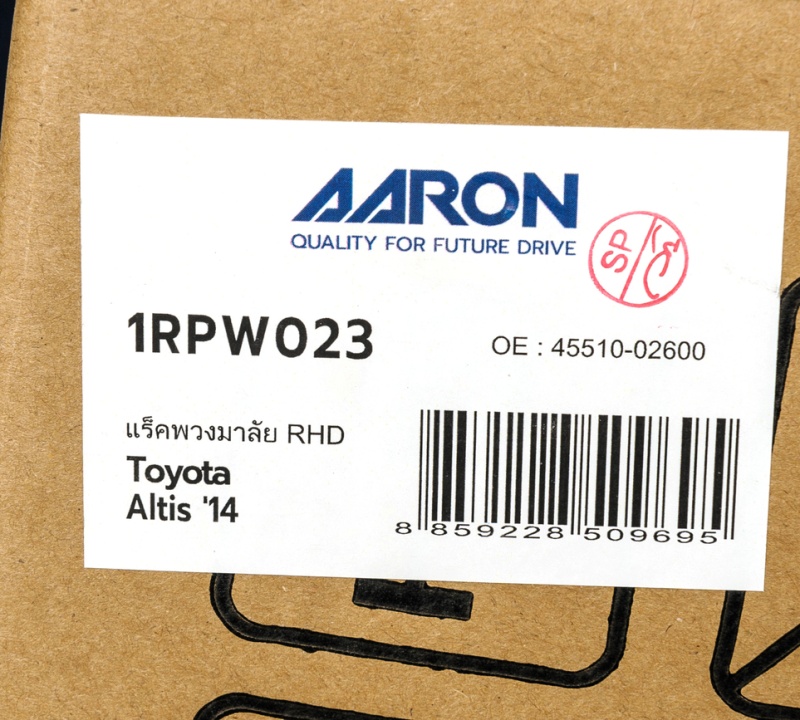 AARON
QUALITY FOR FUTURE DRIVE
SP
1RPW023
OE : 45510-02600
แร็คพวงมาลัย RHD
Toyota
Altis '14
8 859228 509695